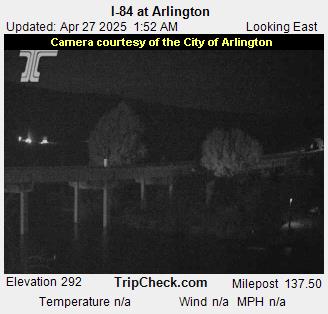 I-84 at Arlington
Updated: Apr 27 2025 1:52 AM Looking East
Camera courtesy of the City of Arlington
Elevation 292 TripCheck.com Milepost 137.50
Temperature n/a Wind n/a MPH n/a